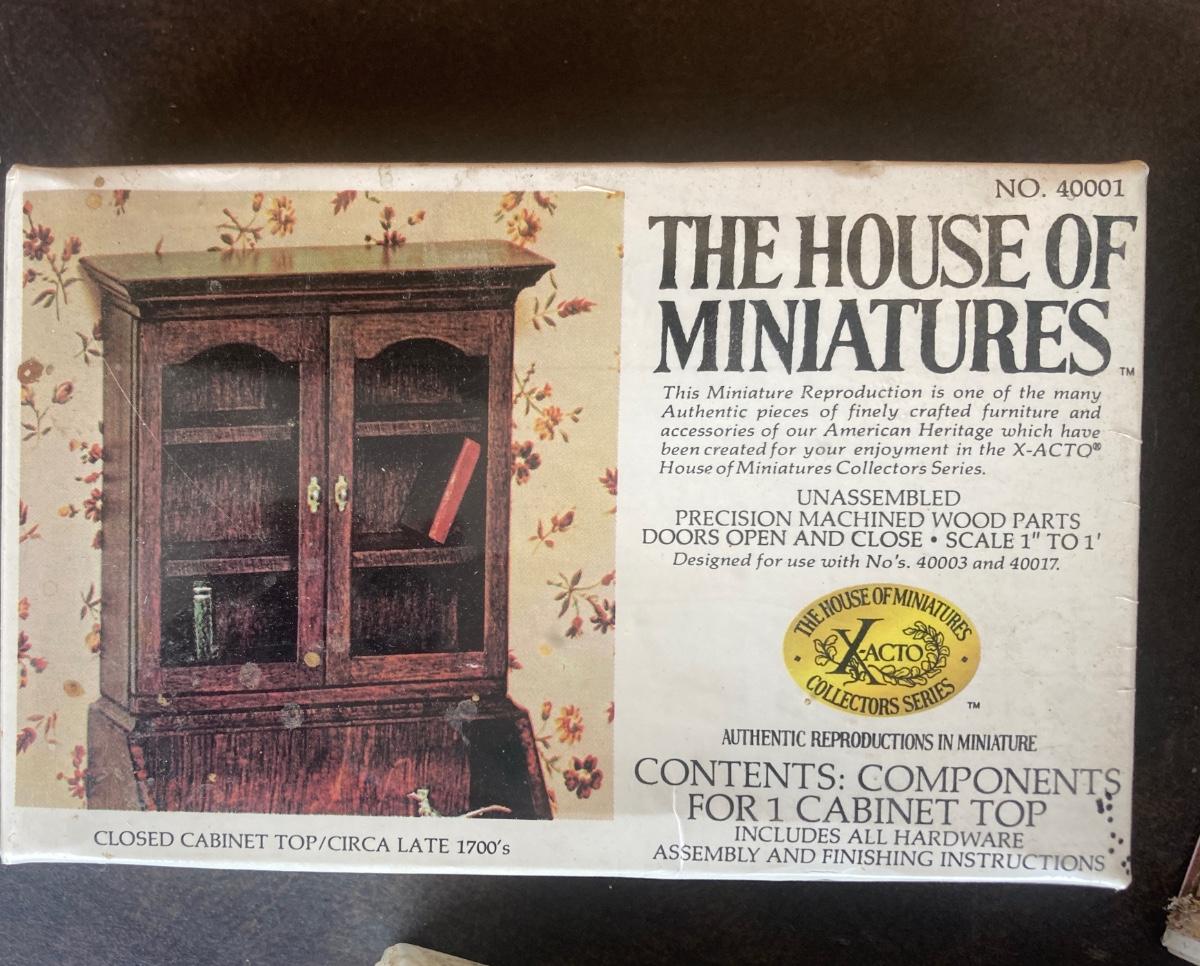 NO. 40001
THE HOUSE OF
MINIATURES™
This Miniature Reproduction is one of the many
Authentic pieces of finely crafted furniture and
accessories of our American Heritage which have
been created for your enjoyment in the X-ACTO®
House of Miniatures Collectors Series.
UNASSEMBLED
PRECISION MACHINED WOOD PARTS
DOORS OPEN AND CLOSE • SCALE 1" TO 1'
Designed for use with No's. 40003 and 40017.
THE HOUSE OF MINIATURES
X-ACTO
COLLECTORS SERIES
™
AUTHENTIC REPRODUCTIONS IN MINIATURE
CONTENTS: COMPONENTS
FOR 1 CABINET TOP
INCLUDES ALL HARDWARE
ASSEMBLY AND FINISHING INSTRUCTIONS
CLOSED CABINET TOP/CIRCA LATE 1700's